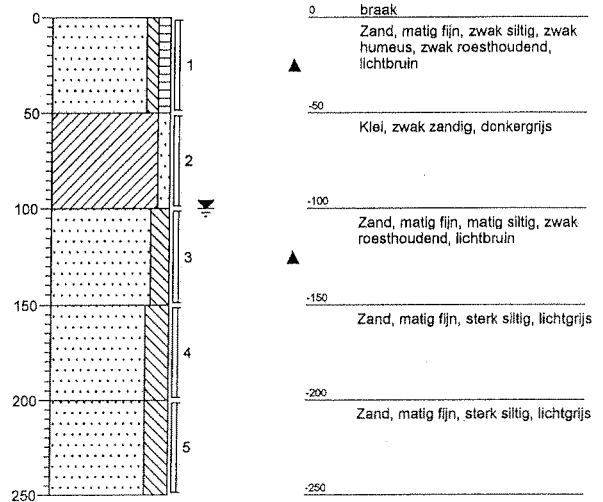 0
50
100
150
200
250
1
2
3
4
5
0 braak
Zand, matig fijn, zwak siltig, zwak
humeus, zwak roesthoudend,
lichtbruin
-50
Klei, zwak zandig, donkergrijs
-100
Zand, matig fijn, matig siltig, zwak
roesthoudend, lichtbruin
-150
Zand, matig fijn, sterk siltig, lichtgrijs
-200
Zand, matig fijn, sterk siltig, lichtgrijs
-250